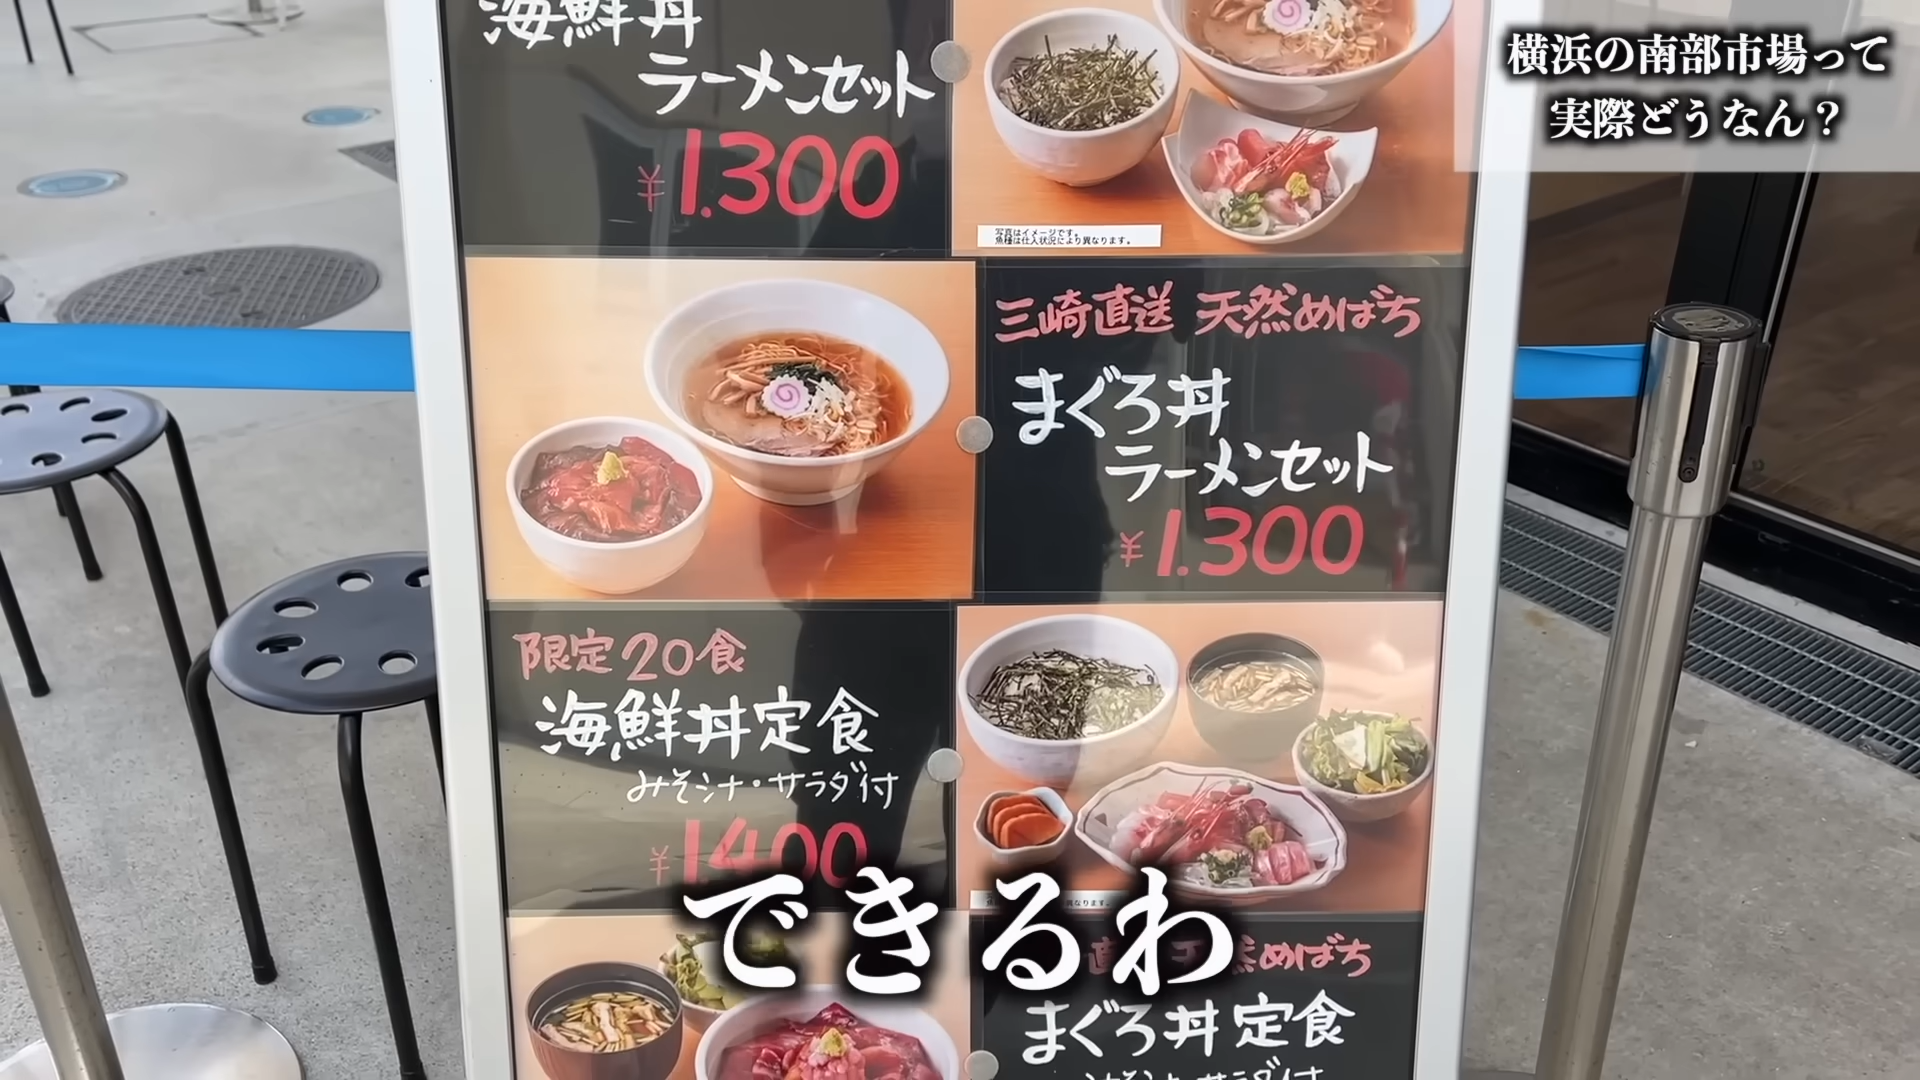 横浜の南部市場って
実際どうなん？
海鮮丼
ラーメンセット
¥1.300
写真はイメージです。
魚種は仕入状況により異なります。
三崎直送 天然めばち
まぐろ丼
ラーメンセット
¥1.300
限定20食
海鮮丼定食
みそ汁・サラダ付
¥1.400
異なります。
できるわ
めばち
まぐろ丼定食